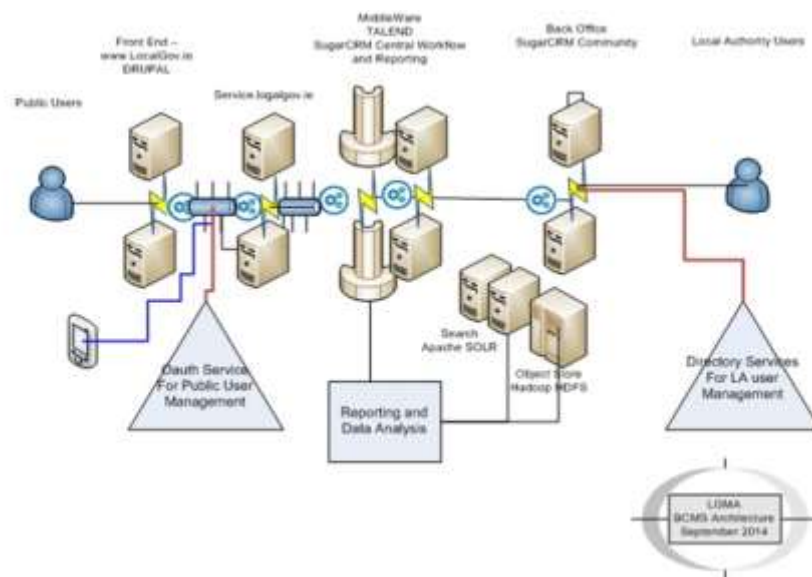 MiddleWare
TALEND
SugarCRM Central Workflow
and Reporting
Front End –
www.LocalGov.ie
DRUPAL
Back Office
SugarCRM Community
Local Authority Users
Public Users
Service.logalgov.ie
Search
Apache SOLR
Object Store
Hadoop HDFS
Oauth Service
For Public User
Management
Reporting and
Data Analysis
Directory Services
For LA user
Management
LGMA
BCMS Architecture
September 2014